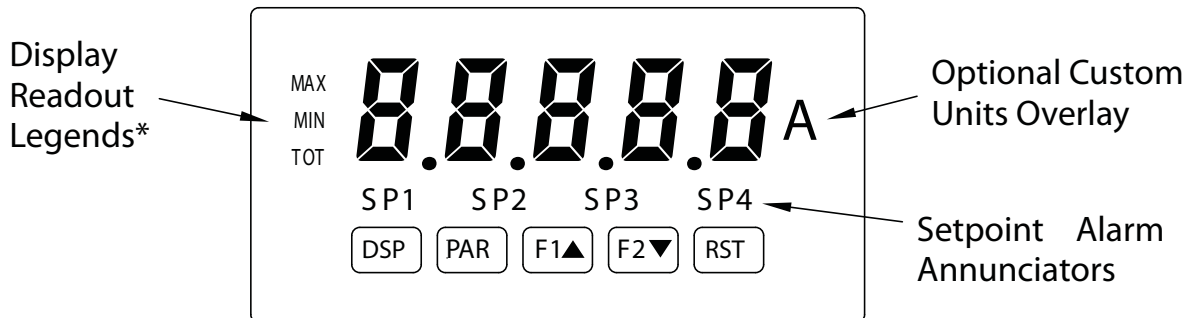 Display
Readout
Legends*
MAX
MIN
TOT
8.8.8.8.8
A
Optional Custom
Units Overlay
SP1 SP2 SP3 SP4
DSP PAR F1▲ F2▼ RST
Setpoint Alarm
Annunciators